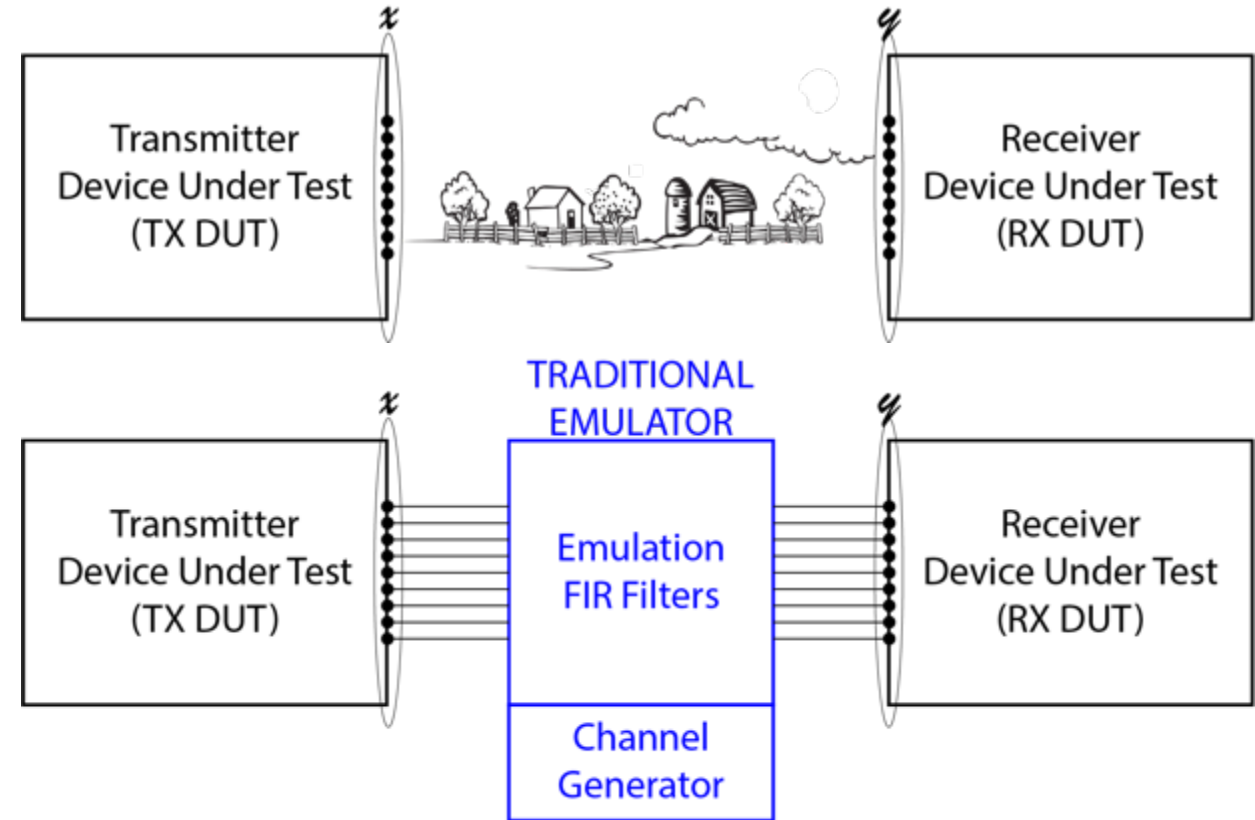 x
y
Transmitter
Device Under Test
(TX DUT)
Receiver
Device Under Test
(RX DUT)
TRADITIONAL
EMULATOR
x
y
Transmitter
Device Under Test
(TX DUT)
Emulation
FIR Filters
Receiver
Device Under Test
(RX DUT)
Channel
Generator